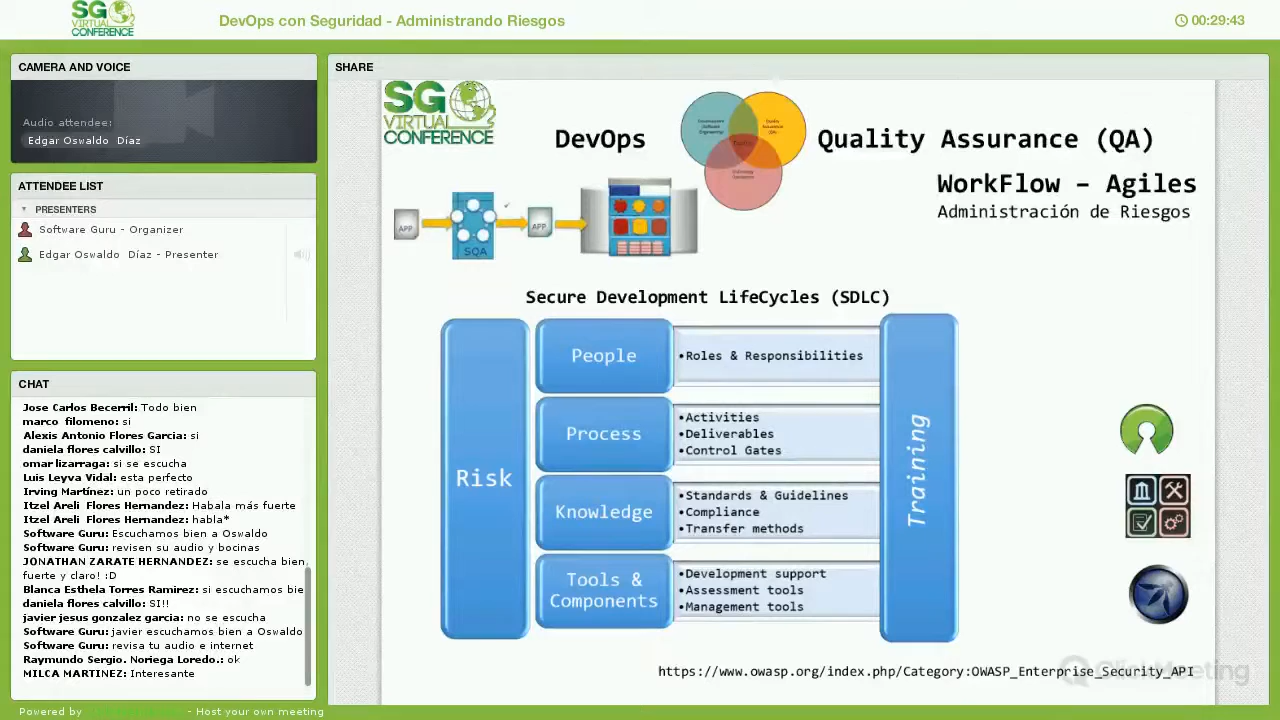 SG
VIRTUAL
CONFERENCE
DevOps con Seguridad - Administrando Riesgos
00:29:43
CAMERA AND VOICE
Audio attendee:
Edgar Oswaldo Díaz
ATTENDEE LIST
PRESENTERS
Software Guru - Organizer
Edgar Oswaldo Díaz - Presenter
CHAT
Jose Carlos Becerril: Todo bien
marco filomeno: si
Alexis Antonio Flores Garcia: si
daniela flores calvillo: SI
omar lizarraga: si se escucha
Luis Leyva Vidal: esta perfecto
Irving Martínez: un poco retirado
Itzel Areli Flores Hernandez: Habala más fuerte
Itzel Areli Flores Hernandez: habla*
Software Guru: Escuchamos bien a Oswaldo
Software Guru: revisen su audio y bocinas
JONATHAN ZARATE HERNANDEZ: se escucha bien,
fuerte y claro! :D
Blanca Esthela Torres Ramirez: si escuchamos bie
daniela flores calvillo: SI!!
javier jesus gonzalez garcia: no se escucha
Software Guru: javier escuchamos bien a Oswaldo
Software Guru: revisa tu audio e internet
Raymundo Sergio. Noriega Loredo.: ok
MILCA MARTINEZ: Interesante
Powered by
- Host your own meeting
SHARE
SG
VIRTUAL
CONFERENCE
DevOps
Quality Assurance (QA)
WorkFlow – Agiles
Administración de Riesgos
APP
SQA
APP
Secure Development LifeCycles (SDLC)
Risk
People
•Roles & Responsibilities
Process
•Activities
•Deliverables
•Control Gates
Knowledge
•Standards & Guidelines
•Compliance
•Transfer methods
Tools &
Components
•Development support
•Assessment tools
•Management tools
Training
https://www.owasp.org/index.php/Category:OWASP_Enterprise_Security_API
ClickMeeting